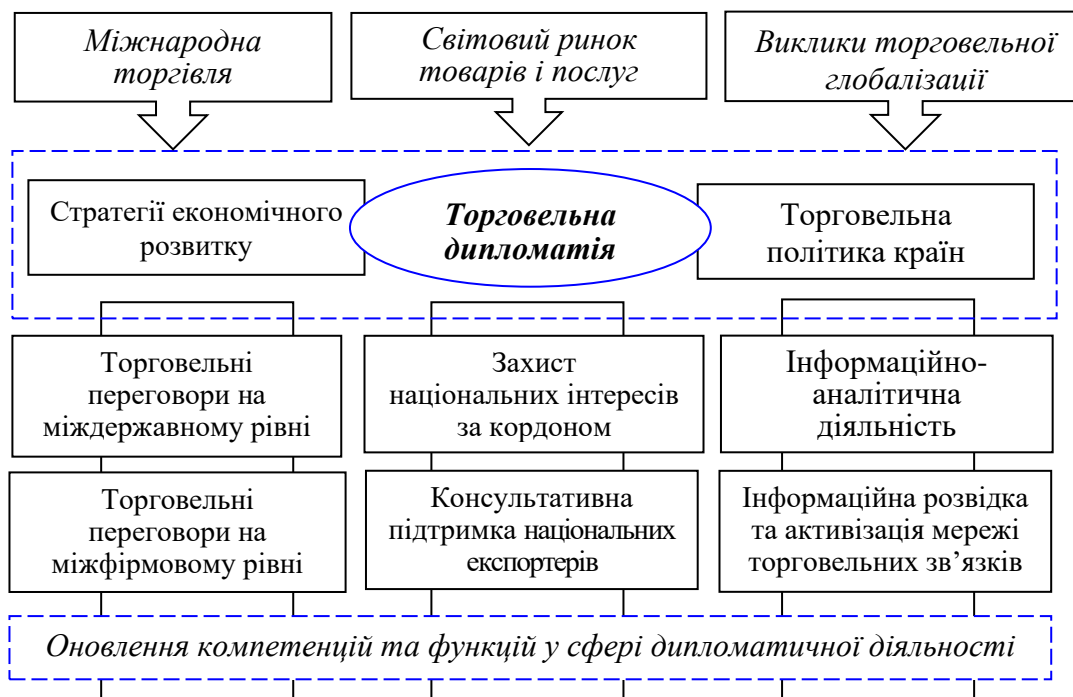 Міжнародна
торгівля
Світовий ринок
товарів і послуг
Виклики торговельної
глобалізації
Стратегії економічного
розвитку
Торговельна
дипломатія
Торговельна
політика країн
Торговельні
переговори на
міждержавному рівні
Захист
національних інтересів
за кордоном
Інформаційно-
аналітична
діяльність
Торговельні
переговори на
міжфірмовому рівні
Консультативна
підтримка національних
експортерів
Інформаційна розвідка
та активізація мережі
торговельних зв’язків
Оновлення компетенцій та функцій у сфері дипломатичної діяльності